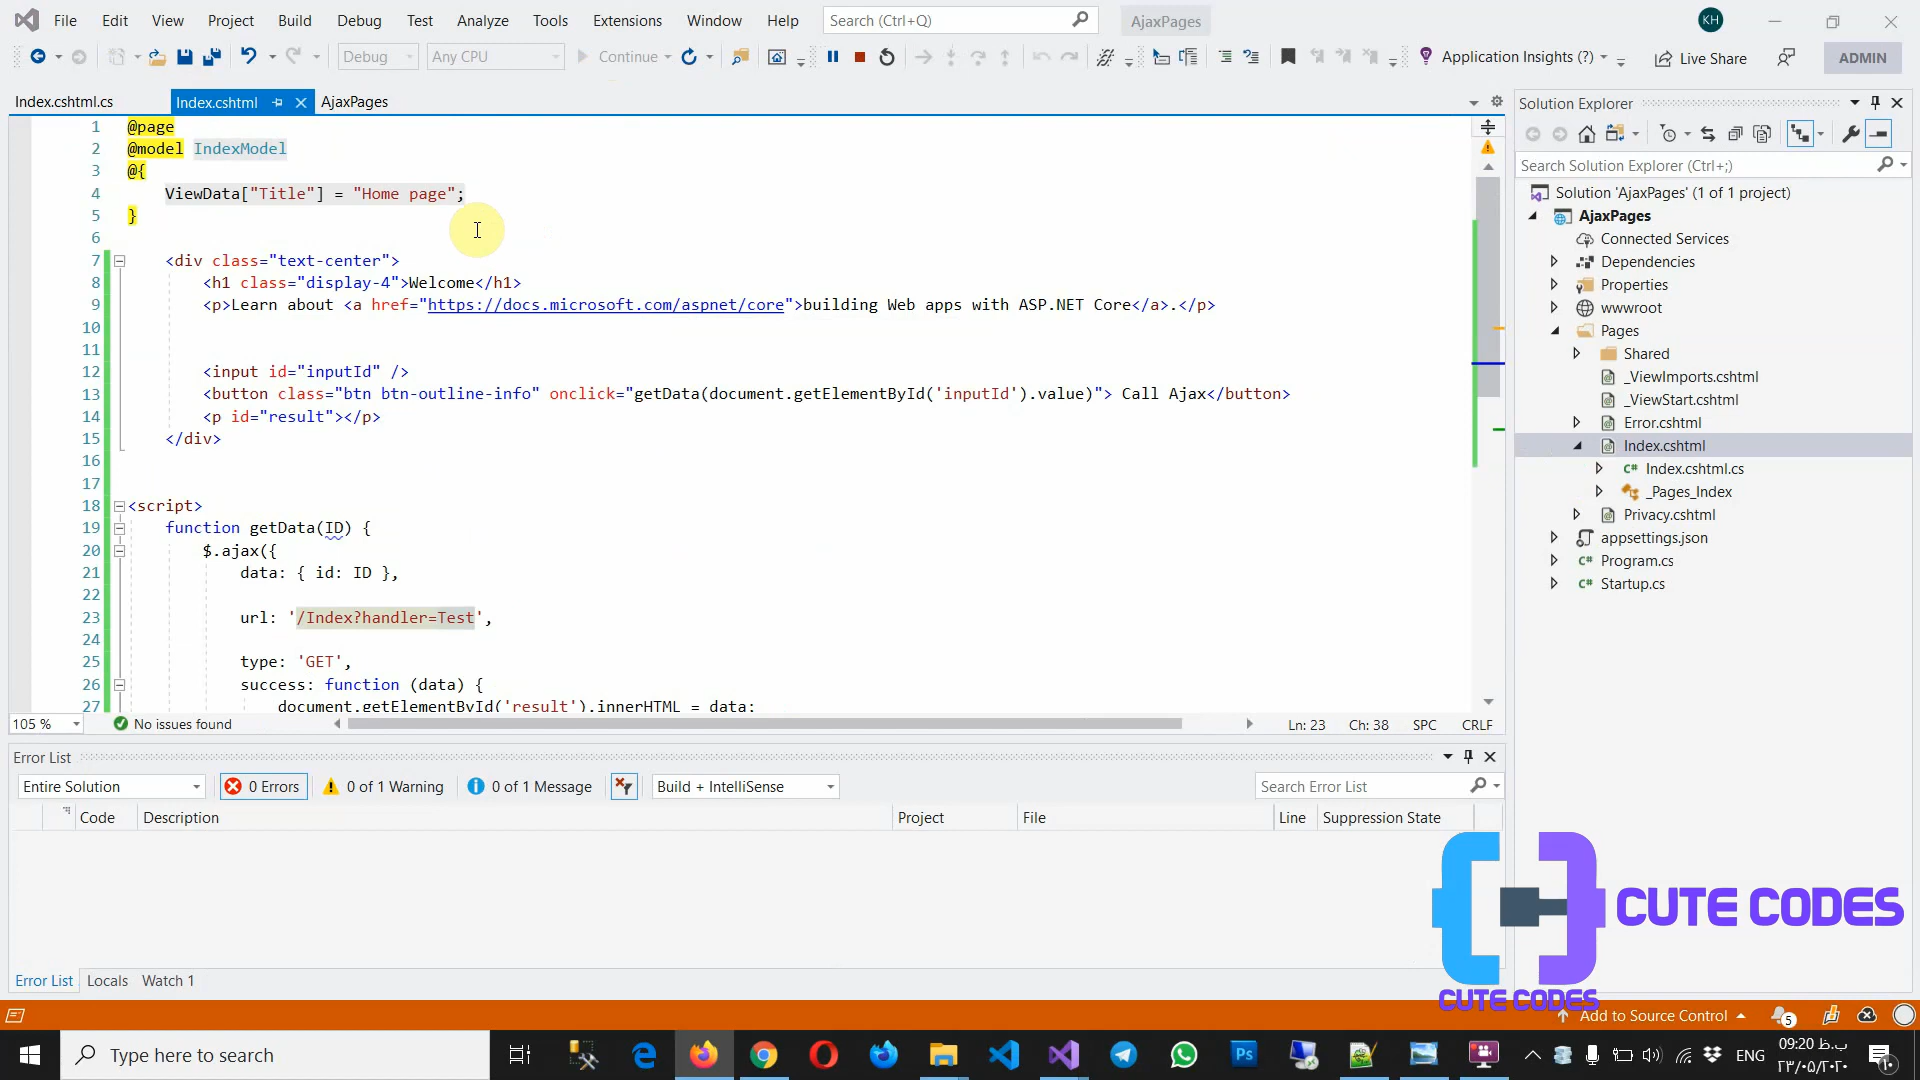 File Edit View Project Build Debug Test Analyze Tools Extensions Window Help Search (Ctrl+Q) AjaxPages KH
Debug Any CPU Continue Application Insights (?) Live Share ADMIN
Index.cshtml.cs Index.cshtml AjaxPages
1 @page
2 @model IndexModel
3 @{
4 ViewData["Title"] = "Home page";
5 }
6
7 <div class="text-center">
8 <h1 class="display-4">Welcome</h1>
9 <p>Learn about <a href="https://docs.microsoft.com/aspnet/core">building Web apps with ASP.NET Core</a>.</p>
10
11
12 <input id="inputId" />
13 <button class="btn btn-outline-info" onclick="getData(document.getElementById('inputId').value)"> Call Ajax</button>
14 <p id="result"></p>
15 </div>
16
17
18 <script>
19 function getData(ID) {
20 $.ajax({
21 data: { id: ID },
22
23 url: '/Index?handler=Test',
24
25 type: 'GET',
26 success: function (data) {
27 document.getElementById('result').innerHTML = data;
105 % No issues found Ln: 23 Ch: 38 SPC CRLF
Solution Explorer
Search Solution Explorer (Ctrl+;)
Solution 'AjaxPages' (1 of 1 project)
AjaxPages
Connected Services
Dependencies
Properties
wwwroot
Pages
Shared
_ViewImports.cshtml
_ViewStart.cshtml
Error.cshtml
Index.cshtml
C# Index.cshtml.cs
_Pages_Index
Privacy.cshtml
appsettings.json
C# Program.cs
C# Startup.cs
Error List
Entire Solution 0 Errors 0 of 1 Warning 0 of 1 Message Build + IntelliSense Search Error List
Code Description Project File Line Suppression State
CUTE CODES
CUTE CODES
Error List Locals Watch 1
Add to Source Control 5
Type here to search Ps ENG 09:20 ب.ظ
۲۳/۰۵/۲۰۲۰ ۱۰